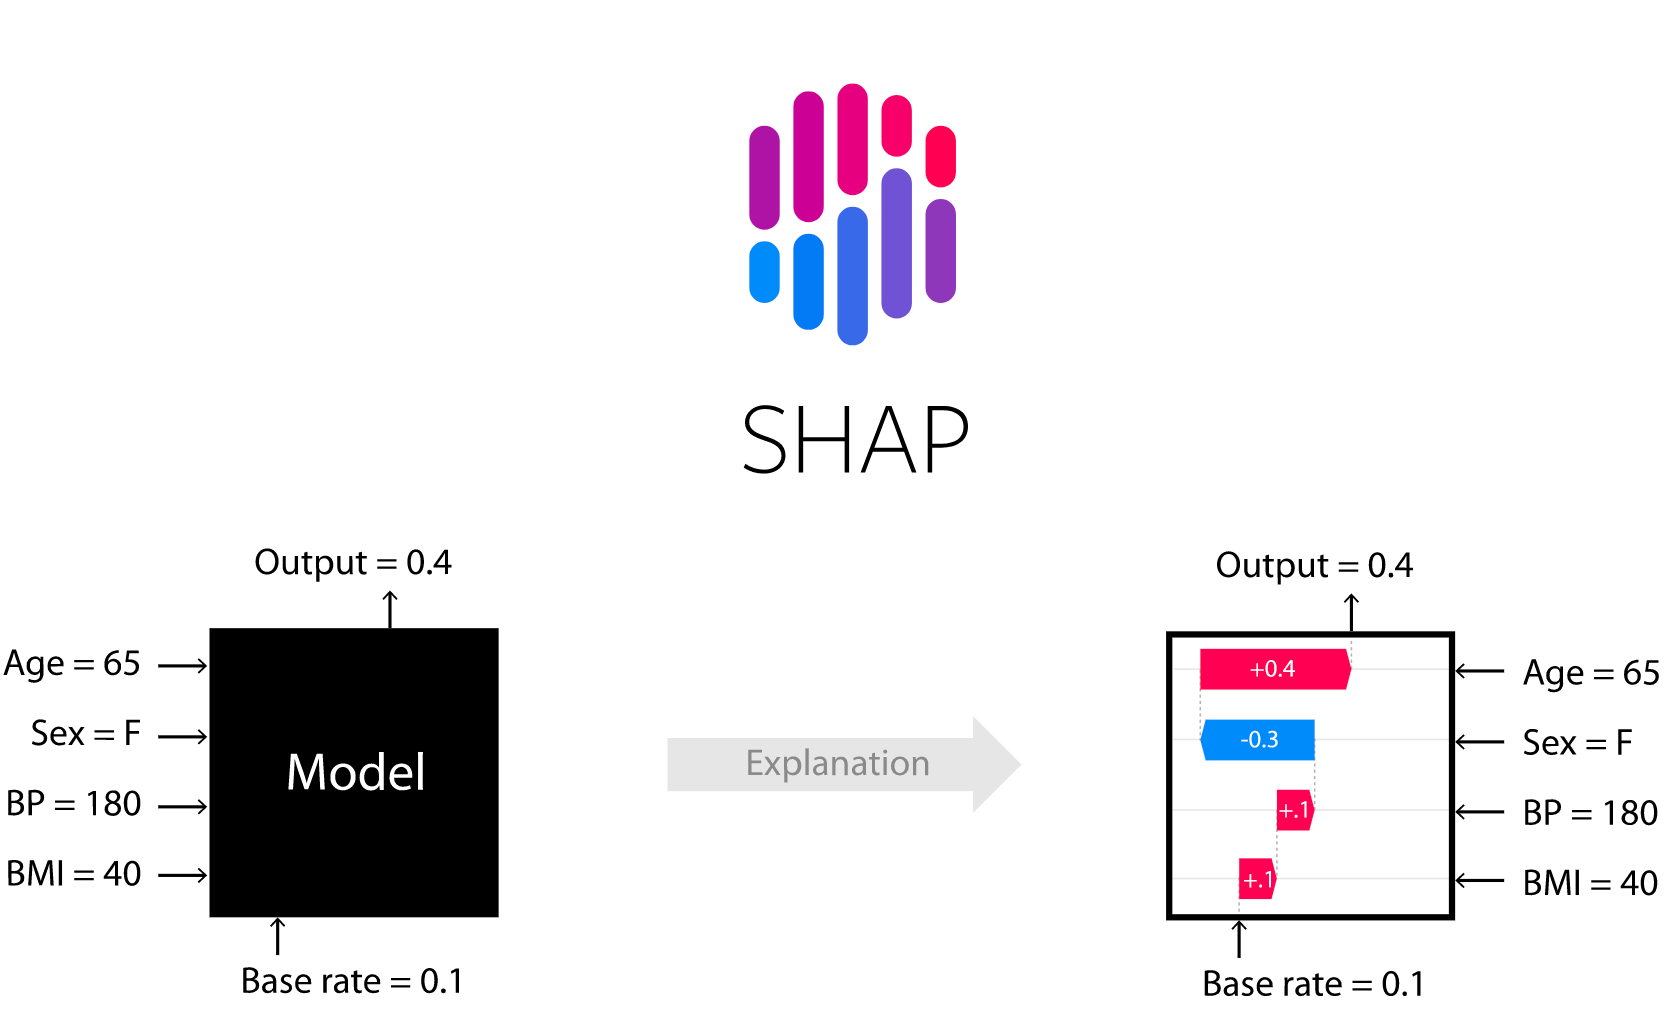 SHAP
Output = 0.4
Age = 65
Sex = F
BP = 180
BMI = 40
Model
Base rate = 0.1
Explanation
Output = 0.4
+0.4
Age = 65
-0.3
Sex = F
+.1
BP = 180
+.1
BMI = 40
Base rate = 0.1